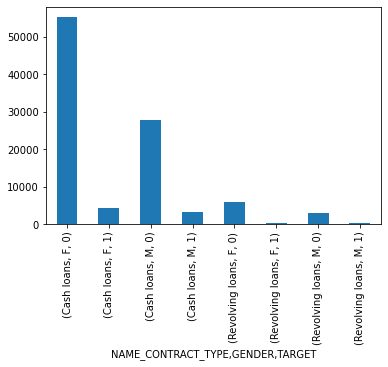 50000
40000
30000
20000
10000
0
(Cash loans, F, 0)
(Cash loans, F, 1)
(Cash loans, M, 0)
(Cash loans, M, 1)
(Revolving loans, F, 0)
(Revolving loans, F, 1)
(Revolving loans, M, 0)
(Revolving loans, M, 1)
NAME_CONTRACT_TYPE,GENDER,TARGET